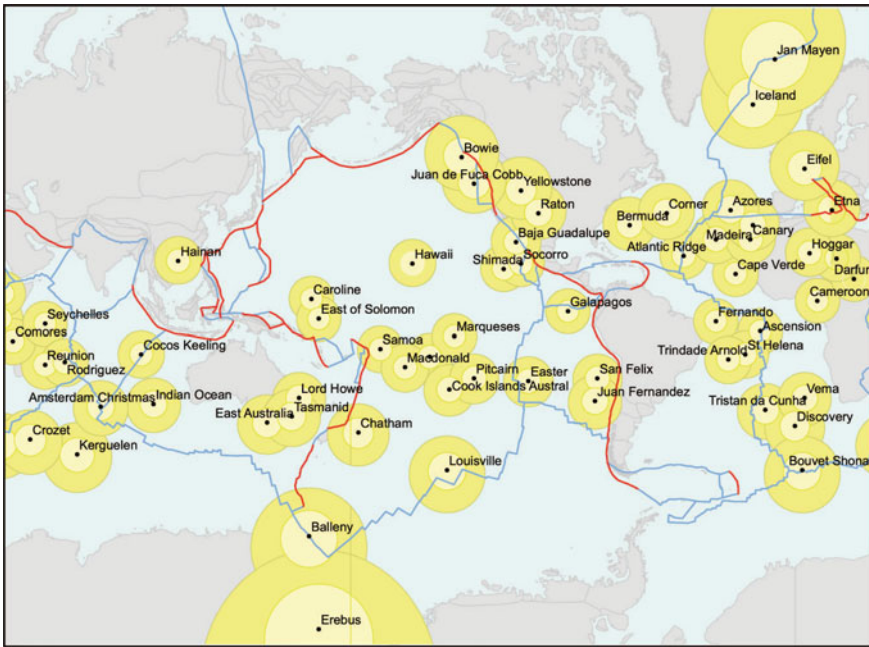 Jan Mayen
Iceland
Bowie
Eifel
Juan de Fuca Cobb
Yellowstone
Raton
Corner
Azores
Etna
Bermuda
Madeira
Canary
Baja Guadalupe
Atlantic Ridge
Hoggar
Hainan
Hawaii
Shimada
Socorro
Cape Verde
Darfur
Caroline
Cameroon
East of Solomon
Galapagos
Seychelles
Fernando
Comores
Marqueses
Ascension
Samoa
Cocos Keeling
Macdonald
Trindade Arnold
St Helena
Reunion
Rodriguez
Pitcairn
Easter
San Felix
Cook Islands Austral
Amsterdam Christmas
Indian Ocean
Lord Howe
Juan Fernandez
Vema
Tristan da Cunha
East Australia
Tasmanid
Discovery
Crozet
Chatham
Kerguelen
Louisville
Bouvet Shona
Balleny
Erebus